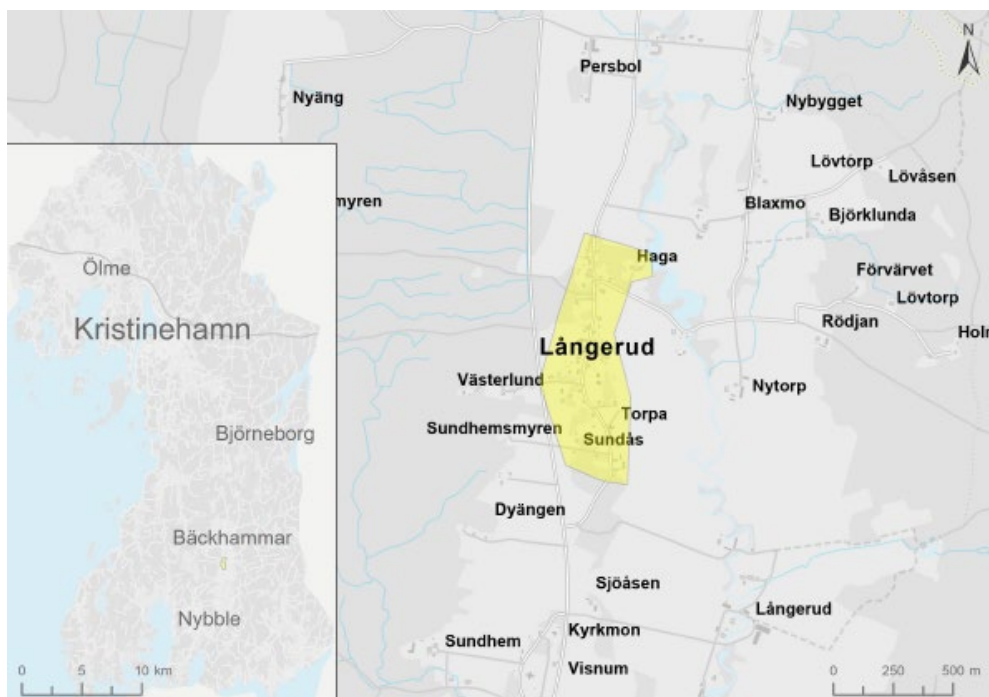 N
Persbol
Nyäng
Nybygget
Lövtorp
Lövåsen
myren
Blaxmo
Björklunda
Haga
Ölme
Förvärvet
Lövtorp
Kristinehamn
Rödjan
Holm
Långerud
Västerlund
Nytorp
Torpa
Sundhemsmyren
Björneborg
Sundås
Dyängen
Bäckhammar
Sjöåsen
Långerud
Nybble
Kyrkmon
Sundhem
Visnum
0 5 10 km
0 250 500 m